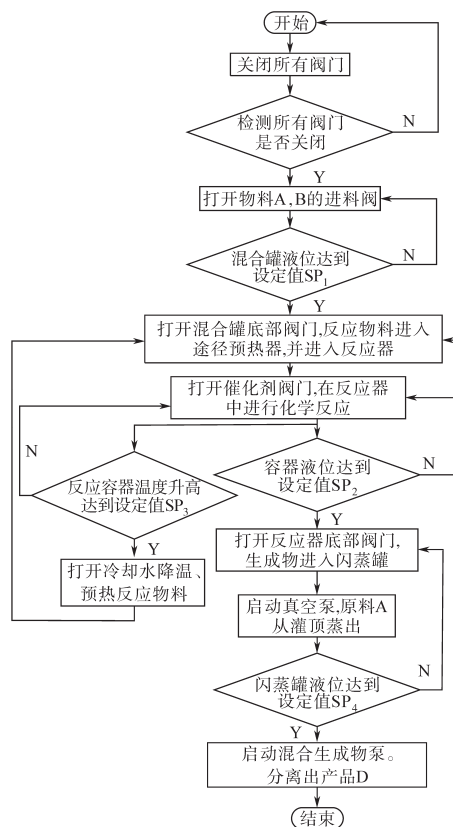 开始
关闭所有阀门
检测所有阀门
是否关闭
N
Y
打开物料A,B的进料阀
混合罐液位达到
设定值SP₁
N
Y
打开混合罐底部阀门,反应物料进入
途径预热器,并进入反应器
打开催化剂阀门,在反应器
中进行化学反应
N
反应容器温度升高
达到设定值SP₃
Y
打开冷却水降温、
预热反应物料
容器液位达到
设定值SP₂
N
Y
打开反应器底部阀门,
生成物进入闪蒸罐
启动真空泵,原料A
从灌顶蒸出
闪蒸罐液位达到
设定值SP₄
N
Y
启动混合生成物泵。
分离出产品D
结束